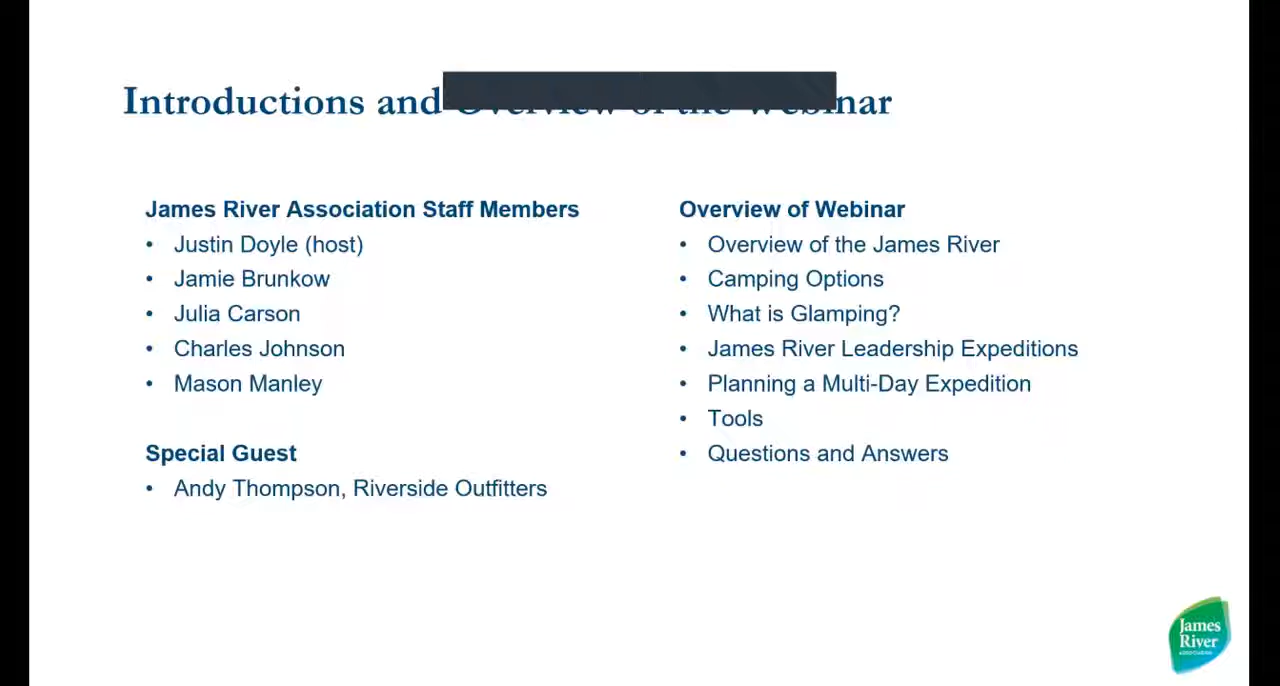 Introductions and Overview of the Webinar
James River Association Staff Members
• Justin Doyle (host)
• Jamie Brunkow
• Julia Carson
• Charles Johnson
• Mason Manley
Special Guest
• Andy Thompson, Riverside Outfitters
Overview of Webinar
• Overview of the James River
• Camping Options
• What is Glamping?
• James River Leadership Expeditions
• Planning a Multi-Day Expedition
• Tools
• Questions and Answers
James
River
ASSOCIATION